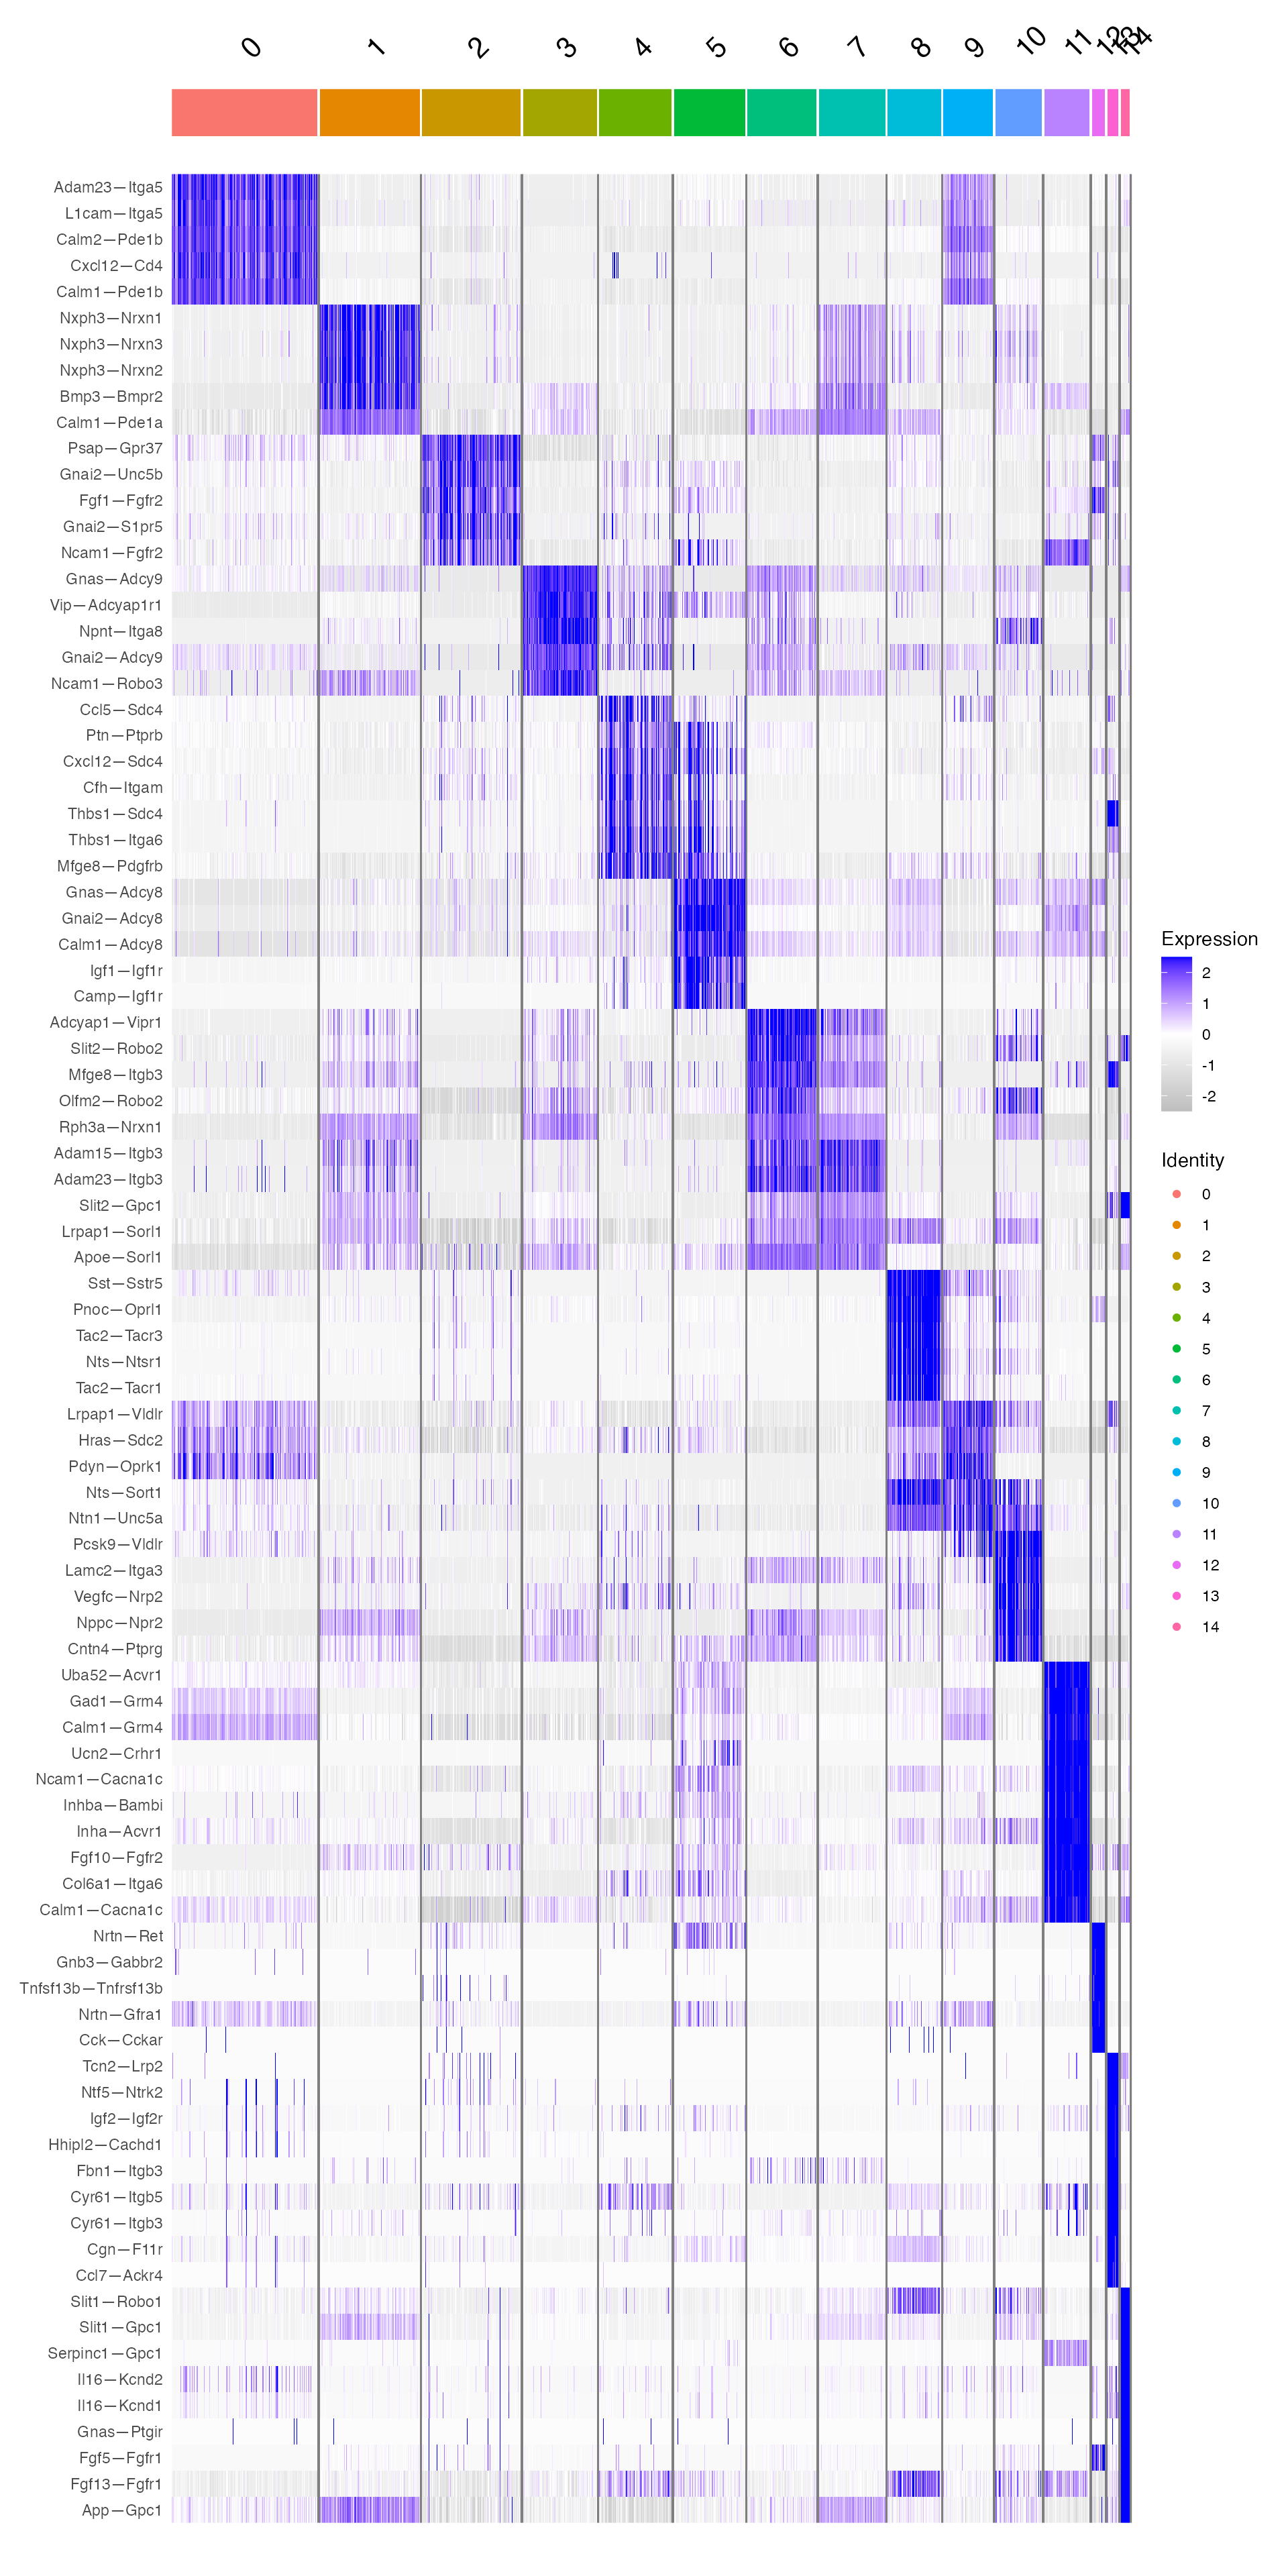 0 1 2 3 4 5 6 7 8 9 10 11 12 13 14
Adam23—Itga5
L1cam—Itga5
Calm2—Pde1b
Cxcl12—Cd4
Calm1—Pde1b
Nxph3—Nrxn1
Nxph3—Nrxn3
Nxph3—Nrxn2
Bmp3—Bmpr2
Calm1—Pde1a
Psap—Gpr37
Gnai2—Unc5b
Fgf1—Fgfr2
Gnai2—S1pr5
Ncam1—Fgfr2
Gnas—Adcy9
Vip—Adcyap1r1
Npnt—Itga8
Gnai2—Adcy9
Ncam1—Robo3
Ccl5—Sdc4
Ptn—Ptprb
Cxcl12—Sdc4
Cfh—Itgam
Thbs1—Sdc4
Thbs1—Itga6
Mfge8—Pdgfrb
Gnas—Adcy8
Gnai2—Adcy8
Calm1—Adcy8
Igf1—Igf1r
Camp—Igf1r
Adcyap1—Vipr1
Slit2—Robo2
Mfge8—Itgb3
Olfm2—Robo2
Rph3a—Nrxn1
Adam15—Itgb3
Adam23—Itgb3
Slit2—Gpc1
Lrpap1—Sorl1
Apoe—Sorl1
Sst—Sstr5
Pnoc—Oprl1
Tac2—Tacr3
Nts—Ntsr1
Tac2—Tacr1
Lrpap1—Vldlr
Hras—Sdc2
Pdyn—Oprk1
Nts—Sort1
Ntn1—Unc5a
Pcsk9—Vldlr
Lamc2—Itga3
Vegfc—Nrp2
Nppc—Npr2
Cntn4—Ptprg
Uba52—Acvr1
Gad1—Grm4
Calm1—Grm4
Ucn2—Crhr1
Ncam1—Cacna1c
Inhba—Bambi
Inha—Acvr1
Fgf10—Fgfr2
Col6a1—Itga6
Calm1—Cacna1c
Nrtn—Ret
Gnb3—Gabbr2
Tnfsf13b—Tnfrsf13b
Nrtn—Gfra1
Cck—Cckar
Tcn2—Lrp2
Ntf5—Ntrk2
Igf2—Igf2r
Hhipl2—Cachd1
Fbn1—Itgb3
Cyr61—Itgb5
Cyr61—Itgb3
Cgn—F11r
Ccl7—Ackr4
Slit1—Robo1
Slit1—Gpc1
Serpinc1—Gpc1
Il16—Kcnd2
Il16—Kcnd1
Gnas—Ptgir
Fgf5—Fgfr1
Fgf13—Fgfr1
App—Gpc1
Expression
2
1
0
-1
-2
Identity
0
1
2
3
4
5
6
7
8
9
10
11
12
13
14